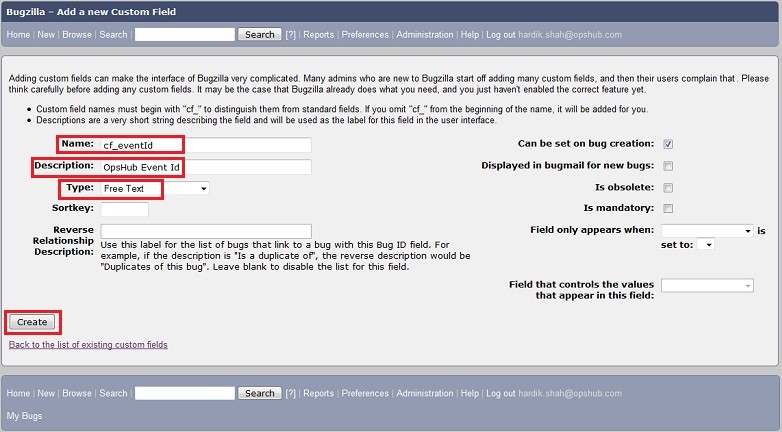 Bugzilla – Add a new Custom Field
Home | New | Browse | Search | Search [?] | Reports | Preferences | Administration | Help | Log out hardik.shah@opshub.com
Adding custom fields can make the interface of Bugzilla very complicated. Many admins who are new to Bugzilla start off adding many custom fields, and then their users complain that . Please
think carefully before adding any custom fields. It may be the case that Bugzilla already does what you need, and you just haven't enabled the correct feature yet.
• Custom field names must begin with "cf_" to distinguish them from standard fields. If you omit "cf_" from the beginning of the name, it will be added for you.
• Descriptions are a very short string describing the field and will be used as the label for this field in the user interface.
Name: cf_eventId
Can be set on bug creation:
Description: OpsHub Event Id
Displayed in bugmail for new bugs:
Type: Free Text
Is obsolete:
Sortkey:
Is mandatory:
Reverse
Relationship
Description:
Field only appears when: is
set to:
Use this label for the list of bugs that link to a bug with this Bug ID field. For
example, if the description is "Is a duplicate of", the reverse description would be
"Duplicates of this bug". Leave blank to disable the list for this field.
Field that controls the values
that appear in this field:
Create
Back to the list of existing custom fields
Home | New | Browse | Search | Search [?] | Reports | Preferences | Administration | Help | Log out hardik.shah@opshub.com
My Bugs